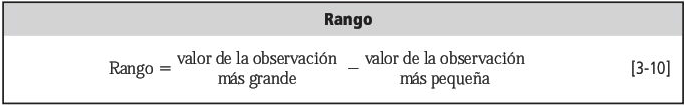 Rango
Rango = valor de la observación más grande − valor de la observación más pequeña [3-10]